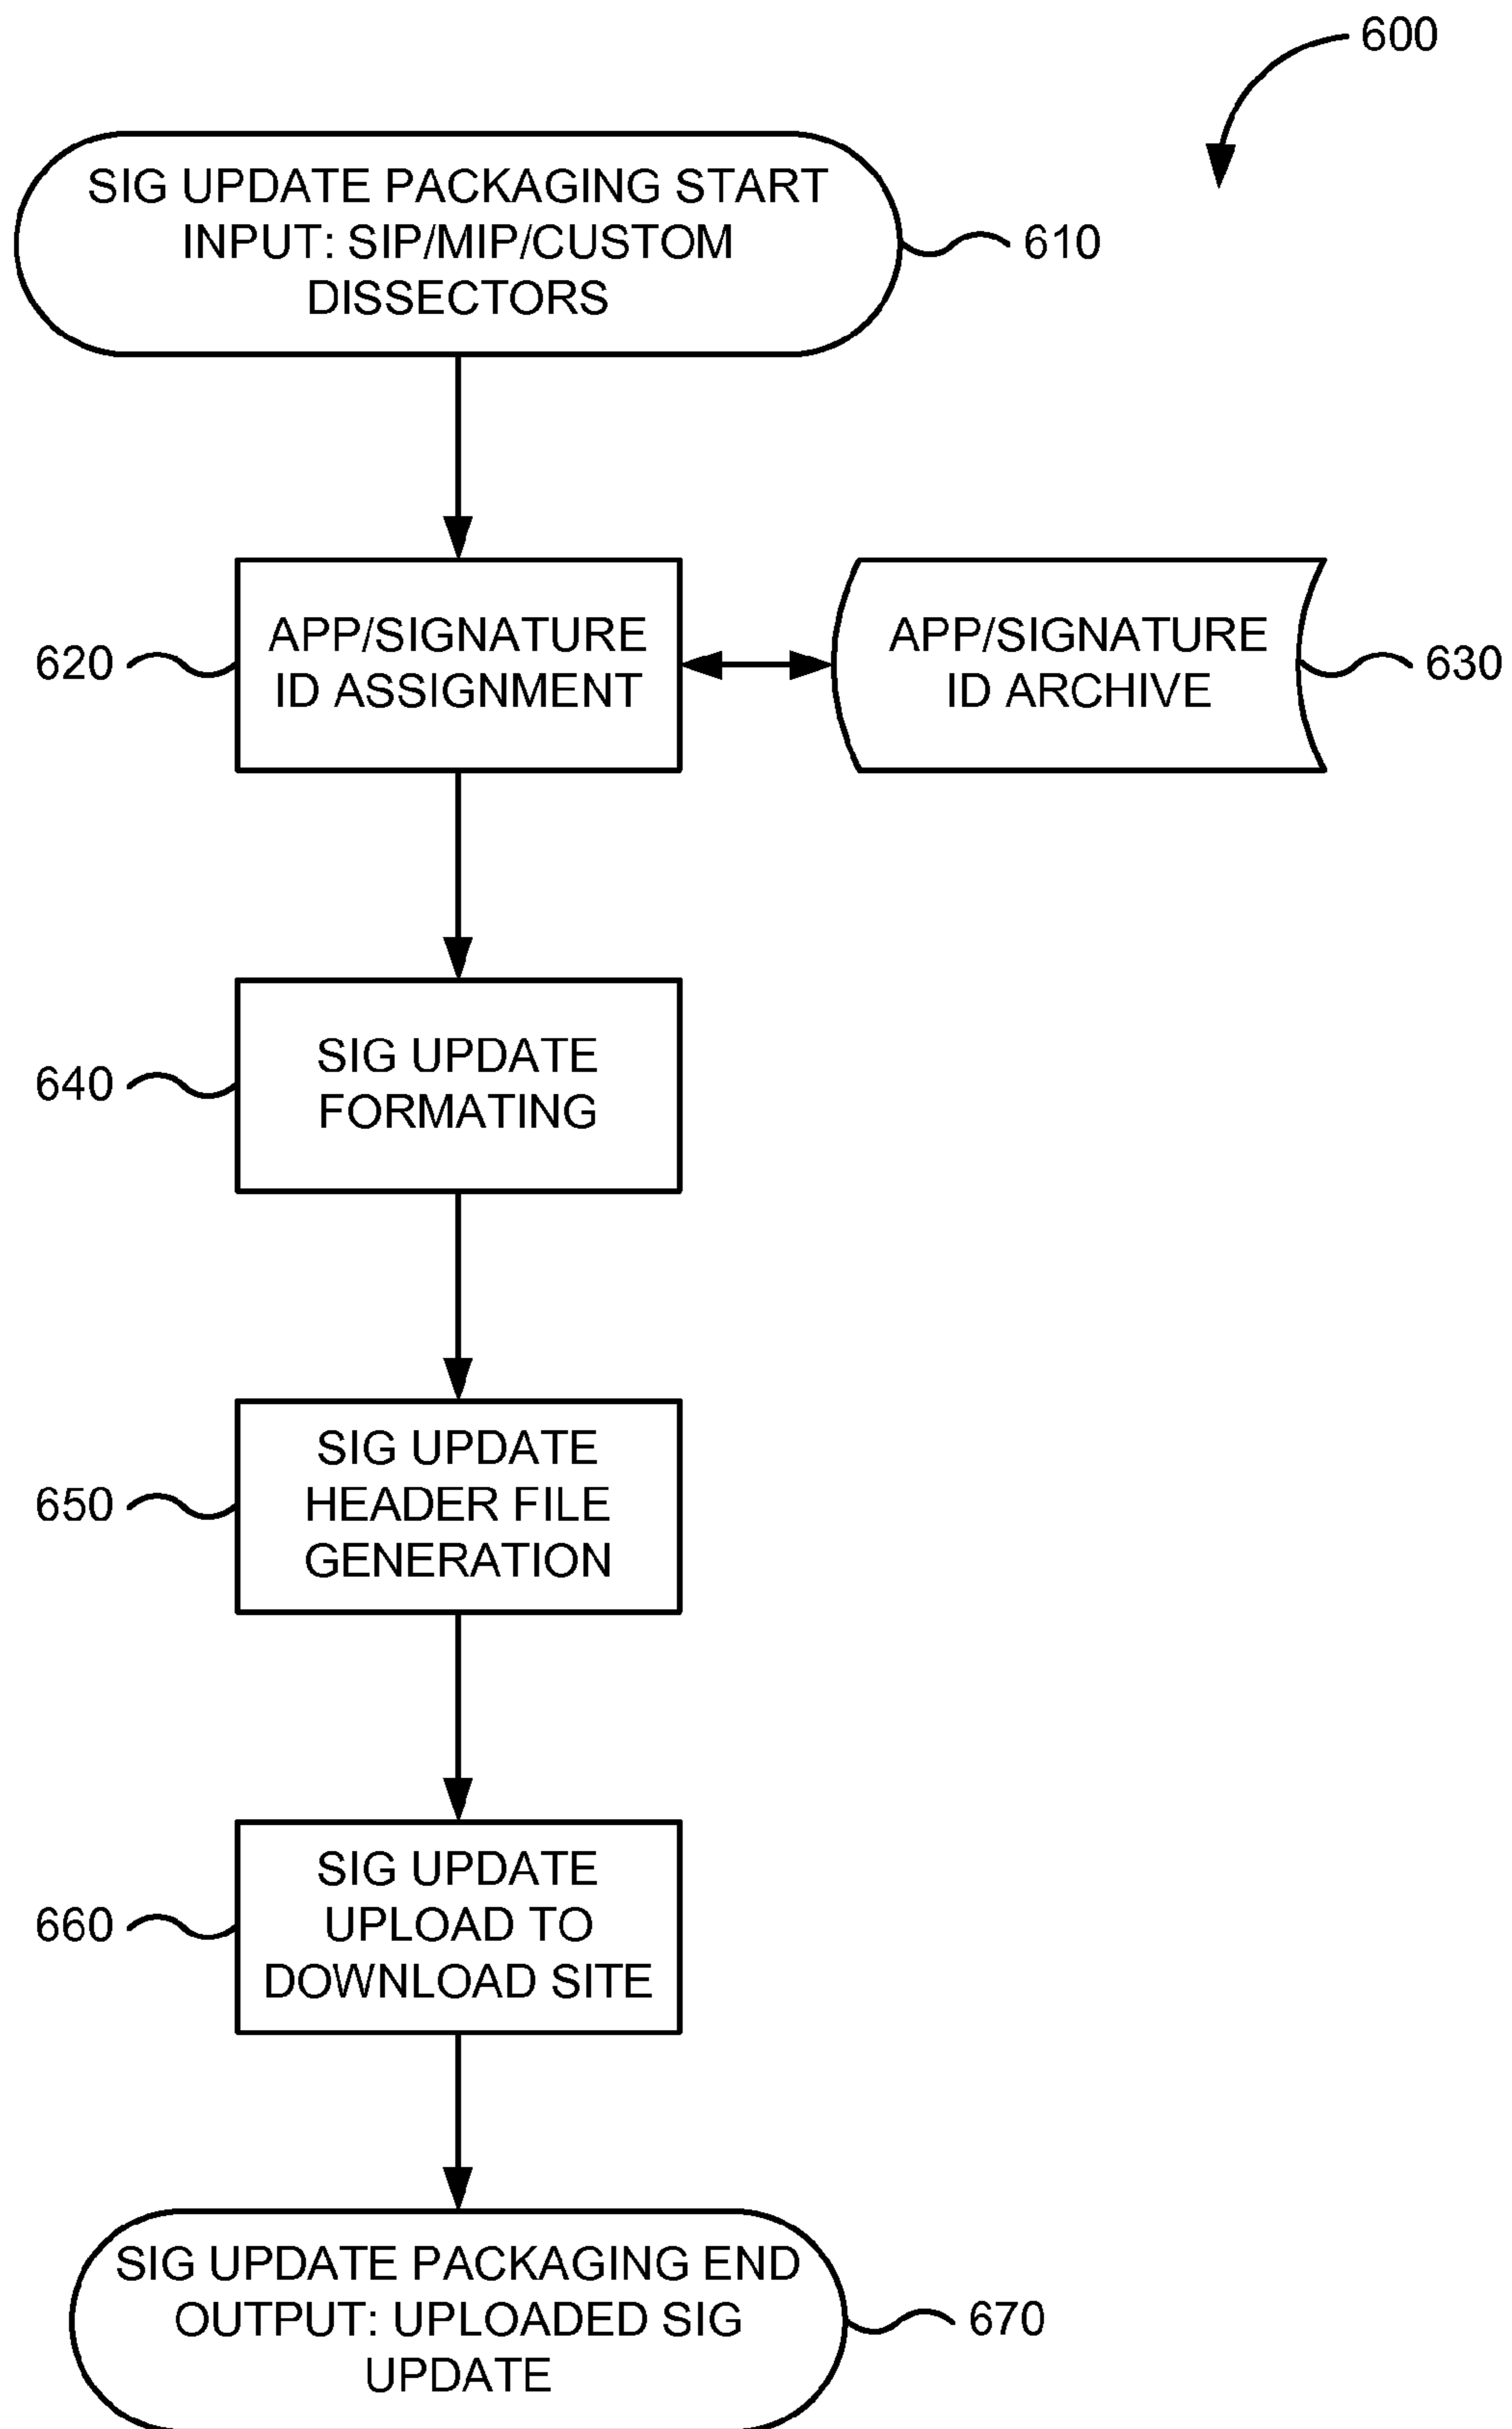 600
SIG UPDATE PACKAGING START
INPUT: SIP/MIP/CUSTOM
DISSECTORS
610
620
APP/SIGNATURE
ID ASSIGNMENT
APP/SIGNATURE
ID ARCHIVE
630
640
SIG UPDATE
FORMATING
650
SIG UPDATE
HEADER FILE
GENERATION
660
SIG UPDATE
UPLOAD TO
DOWNLOAD SITE
SIG UPDATE PACKAGING END
OUTPUT: UPLOADED SIG
UPDATE
670